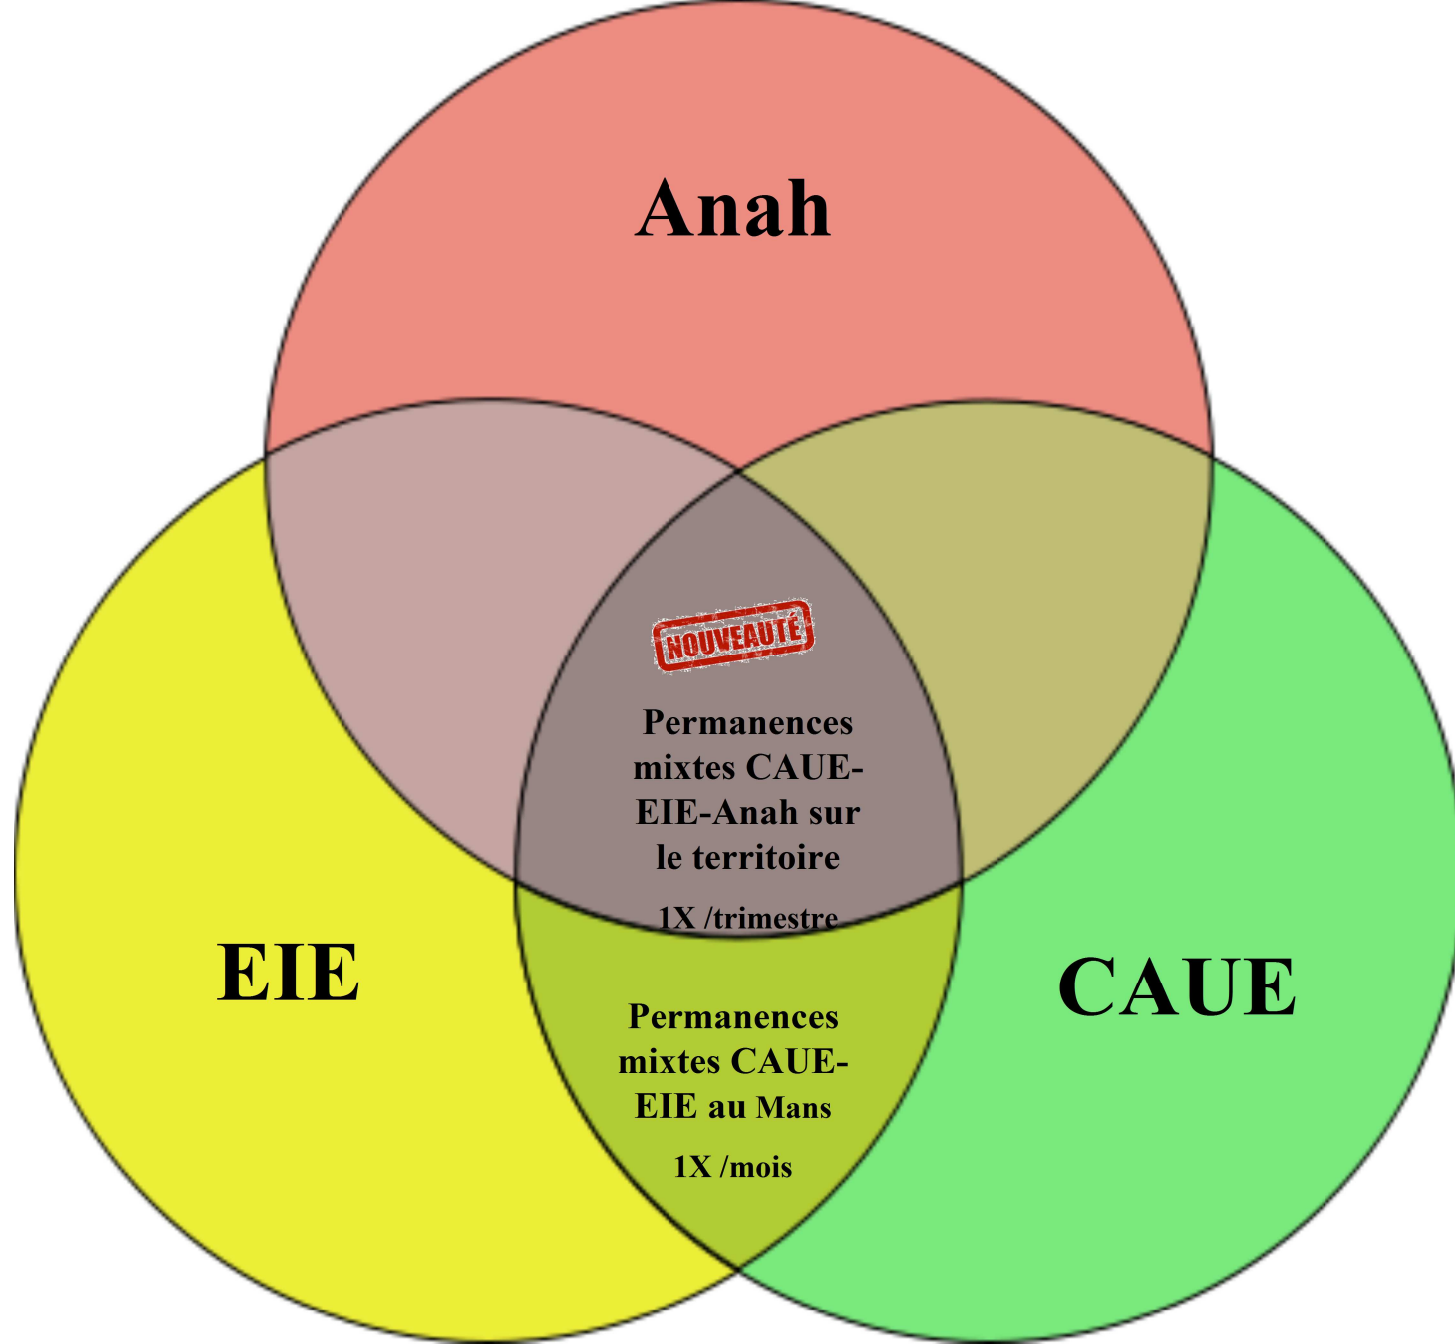 Anah
NOUVEAUTÉ
Permanences
mixtes CAUE-
EIE-Anah sur
le territoire
1X /trimestre
EIE
CAUE
Permanences
mixtes CAUE-
EIE au Mans
1X /mois